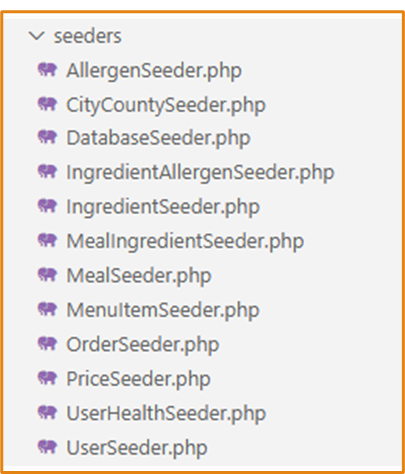 seeders
AllergenSeeder.php
CityCountySeeder.php
DatabaseSeeder.php
IngredientAllergenSeeder.php
IngredientSeeder.php
MealIngredientSeeder.php
MealSeeder.php
MenuItemSeeder.php
OrderSeeder.php
PriceSeeder.php
UserHealthSeeder.php
UserSeeder.php